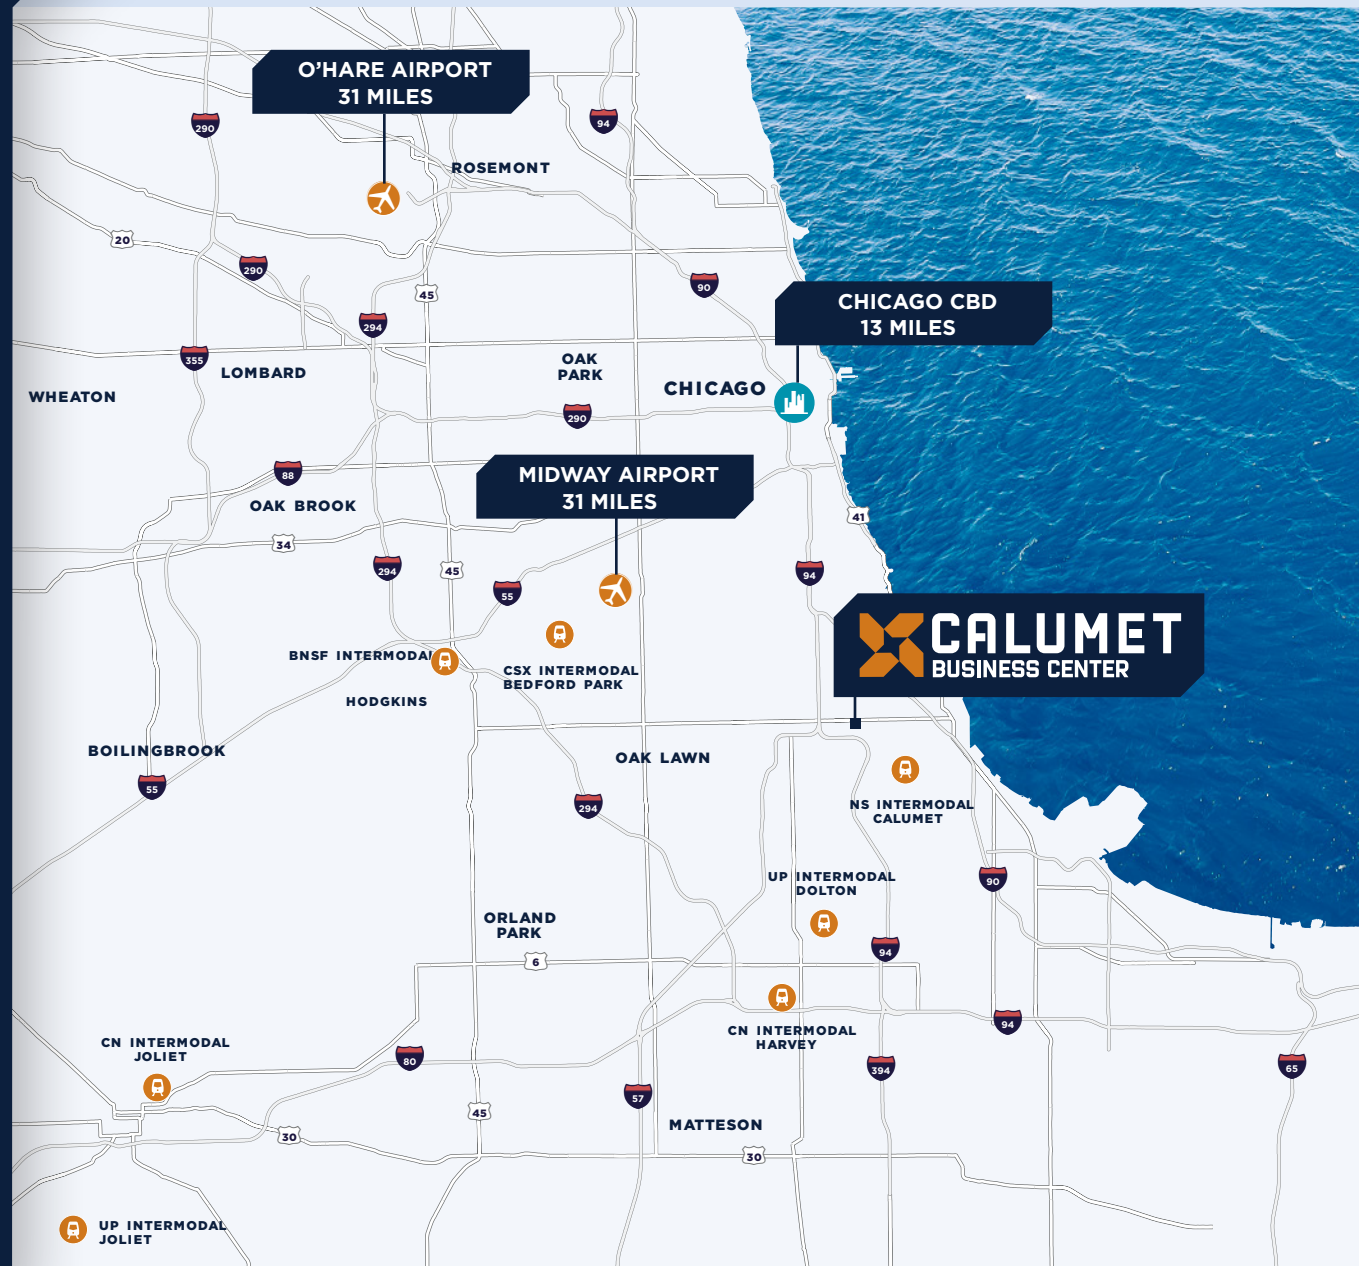 O'HARE AIRPORT
31 MILES
290
94
ROSEMONT
20
290
45
90
294
CHICAGO CBD
13 MILES
355
LOMBARD
OAK
PARK
CHICAGO
WHEATON
290
88
MIDWAY AIRPORT
31 MILES
OAK BROOK
41
34
294
45
94
55
CALUMET
BUSINESS CENTER
BNSF INTERMODAL
CSX INTERMODAL
BEDFORD PARK
HODGKINS
BOILINGBROOK
OAK LAWN
55
294
NS INTERMODAL
CALUMET
UP INTERMODAL
DOLTON
90
ORLAND
PARK
94
6
CN INTERMODAL
HARVEY
94
CN INTERMODAL
JOLIET
80
394
65
57
45
MATTESON
30
30
UP INTERMODAL
JOLIET